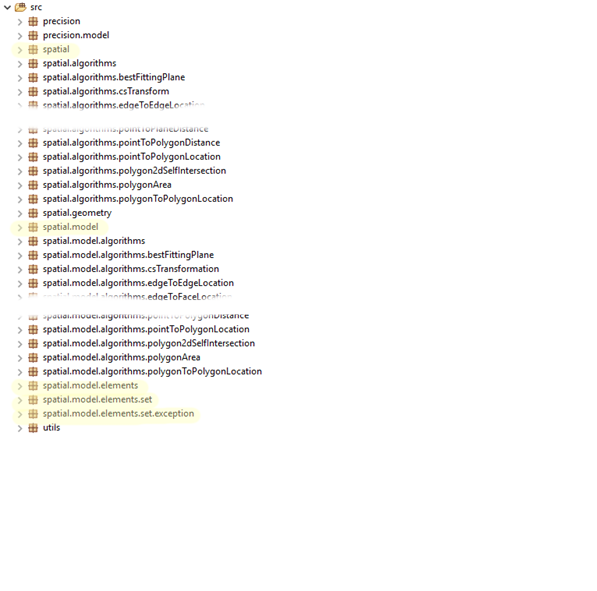 src
precision
precision.model
spatial
spatial.algorithms
spatial.algorithms.bestFittingPlane
spatial.algorithms.csTransform
spatial.algorithms.edgeToEdgeLocation
spatial.algorithms.pointToPlaneDistance
spatial.algorithms.pointToPolygonDistance
spatial.algorithms.pointToPolygonLocation
spatial.algorithms.polygon2dSelfIntersection
spatial.algorithms.polygonArea
spatial.algorithms.polygonToPolygonLocation
spatial.geometry
spatial.model
spatial.model.algorithms
spatial.model.algorithms.bestFittingPlane
spatial.model.algorithms.csTransformation
spatial.model.algorithms.edgeToEdgeLocation
spatial.model.algorithms.edgeToFaceLocation
spatial.model.algorithms.pointToPolygonDistance
spatial.model.algorithms.pointToPolygonLocation
spatial.model.algorithms.polygon2dSelfIntersection
spatial.model.algorithms.polygonArea
spatial.model.algorithms.polygonToPolygonLocation
spatial.model.elements
spatial.model.elements.set
spatial.model.elements.set.exception
utils